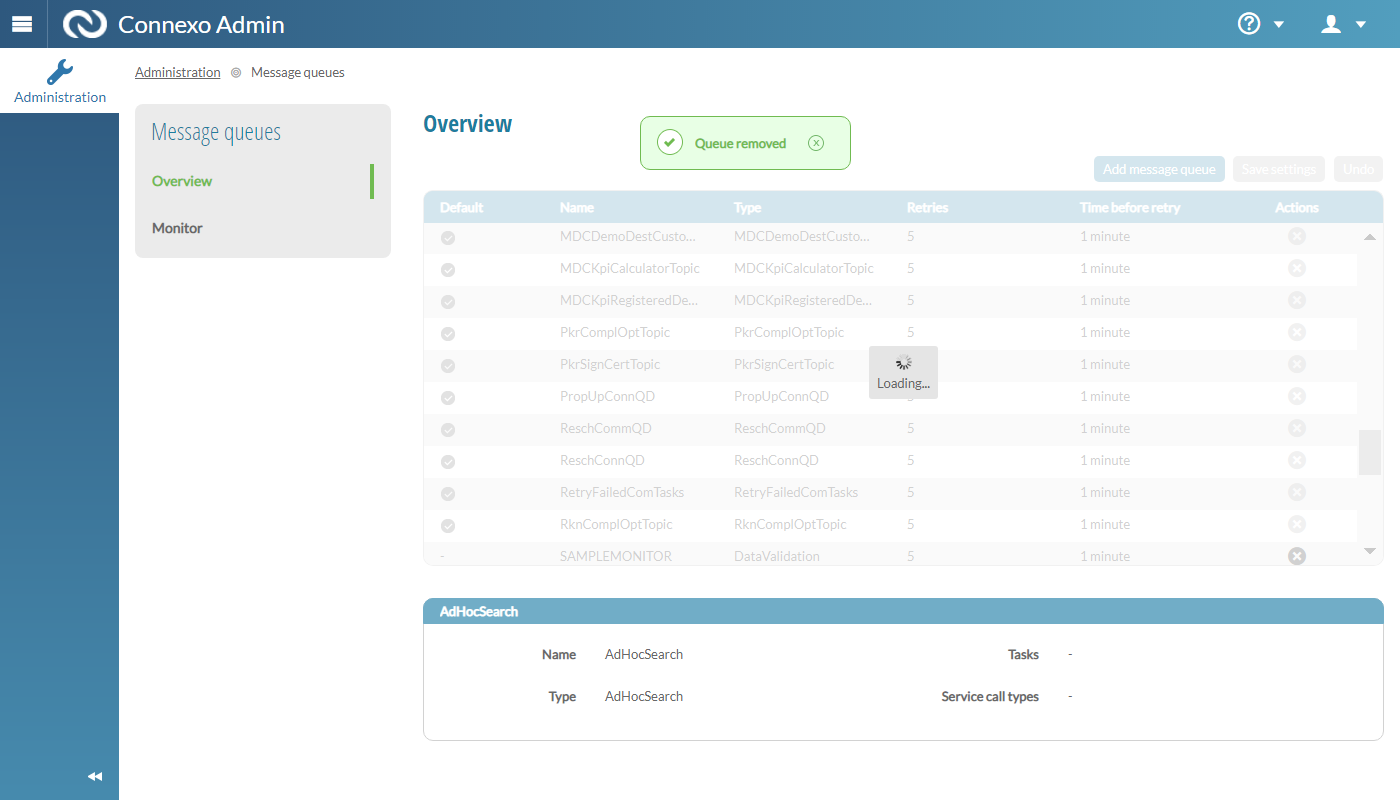 Connexo Admin
Administration
Administration Message queues
Message queues
Overview
Monitor
Overview
Queue removed
Add message queue Save settings Undo
Default Name Type Retries Time before retry Actions
MDCDemoDestCusto... MDCDemoDestCusto... 5 1 minute
MDCKpiCalculatorTopic MDCKpiCalculatorTopic 5 1 minute
MDCKpiRegisteredDe... MDCKpiRegisteredDe... 5 1 minute
PkrComplOptTopic PkrComplOptTopic 5 1 minute
PkrSignCertTopic PkrSignCertTopic 1 minute
PropUpConnQD PropUpConnQD 1 minute
ReschCommQD ReschCommQD 5 1 minute
ReschConnQD ReschConnQD 5 1 minute
RetryFailedComTasks RetryFailedComTasks 5 1 minute
RknComplOptTopic RknComplOptTopic 5 1 minute
- SAMPLEMONITOR DataValidation 5 1 minute
Loading...
AdHocSearch
Name AdHocSearch Tasks -
Type AdHocSearch Service call types -